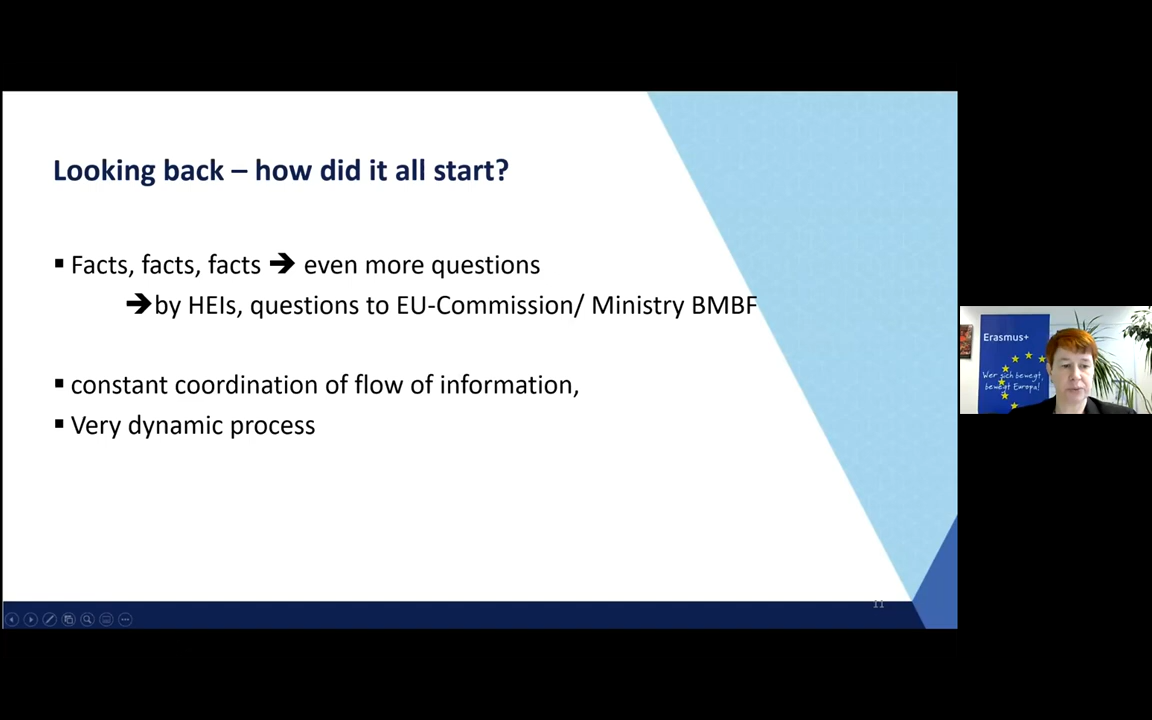 Looking back – how did it all start?
▪ Facts, facts, facts ➔ even more questions
➔by HEIs, questions to EU-Commission/ Ministry BMBF
▪ constant coordination of flow of information,
▪ Very dynamic process
11
Erasmus+
Wer sich bewegt,
bewegt Europa!